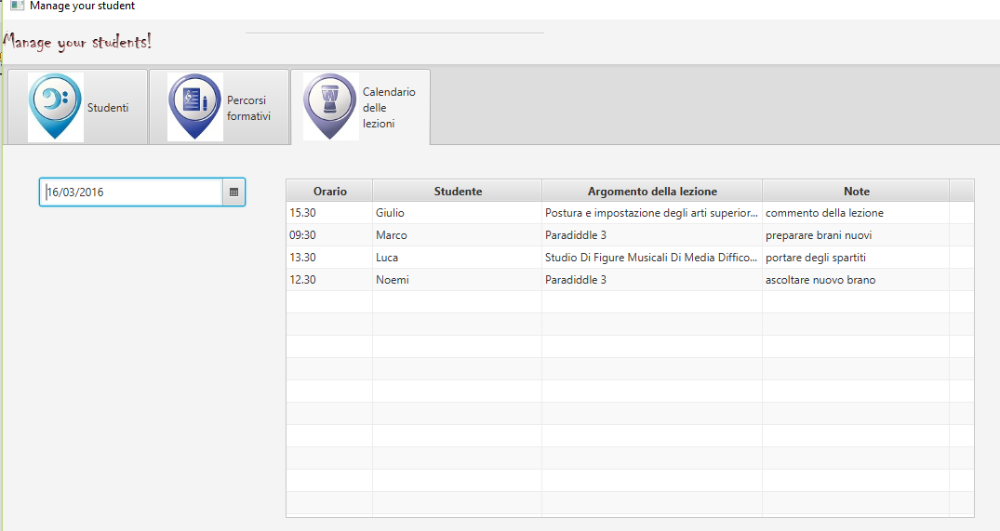 Manage your student
Manage your students!
Studenti
Percorsi
formativi
Calendario
delle
lezioni
16/03/2016
Orario Studente Argomento della lezione Note
15.30 Giulio Postura e impostazione degli arti superior... commento della lezione
09:30 Marco Paradiddle 3 preparare brani nuovi
13.30 Luca Studio Di Figure Musicali Di Media Diffico... portare degli spartiti
12.30 Noemi Paradiddle 3 ascoltare nuovo brano